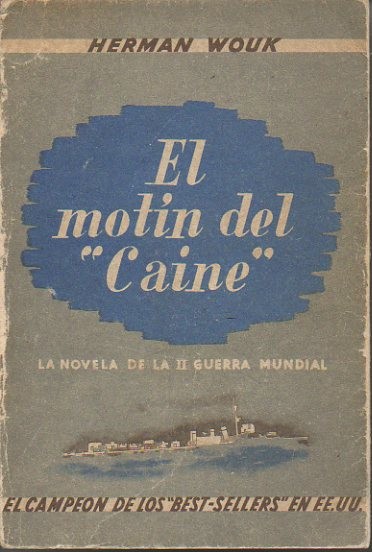 HERMAN WOUK
El
motin del
"Caine"
LA NOVELA DE LA II GUERRA MUNDIAL
EL CAMPEON DE LOS "BEST-SELLERS" EN EE.UU.